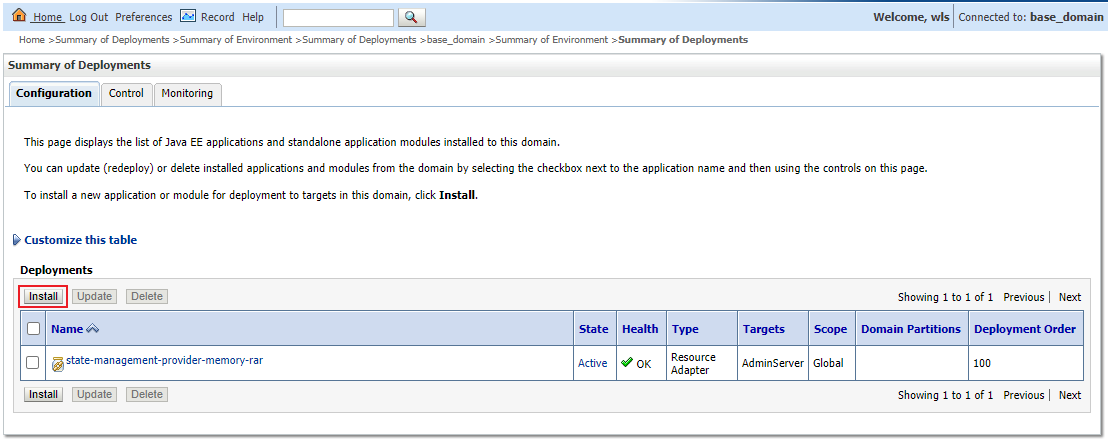 Home Log Out Preferences Record Help Welcome, wls Connected to: base_domain
Home >Summary of Deployments >Summary of Environment >Summary of Deployments >base_domain >Summary of Environment >Summary of Deployments
Summary of Deployments
Configuration Control Monitoring
This page displays the list of Java EE applications and standalone application modules installed to this domain.
You can update (redeploy) or delete installed applications and modules from the domain by selecting the checkbox next to the application name and then using the controls on this page.
To install a new application or module for deployment to targets in this domain, click Install.
Customize this table
Deployments
Install Update Delete Showing 1 to 1 of 1 Previous | Next
Name State Health Type Targets Scope Domain Partitions Deployment Order
state-management-provider-memory-rar Active OK Resource Adapter AdminServer Global 100
Install Update Delete Showing 1 to 1 of 1 Previous | Next